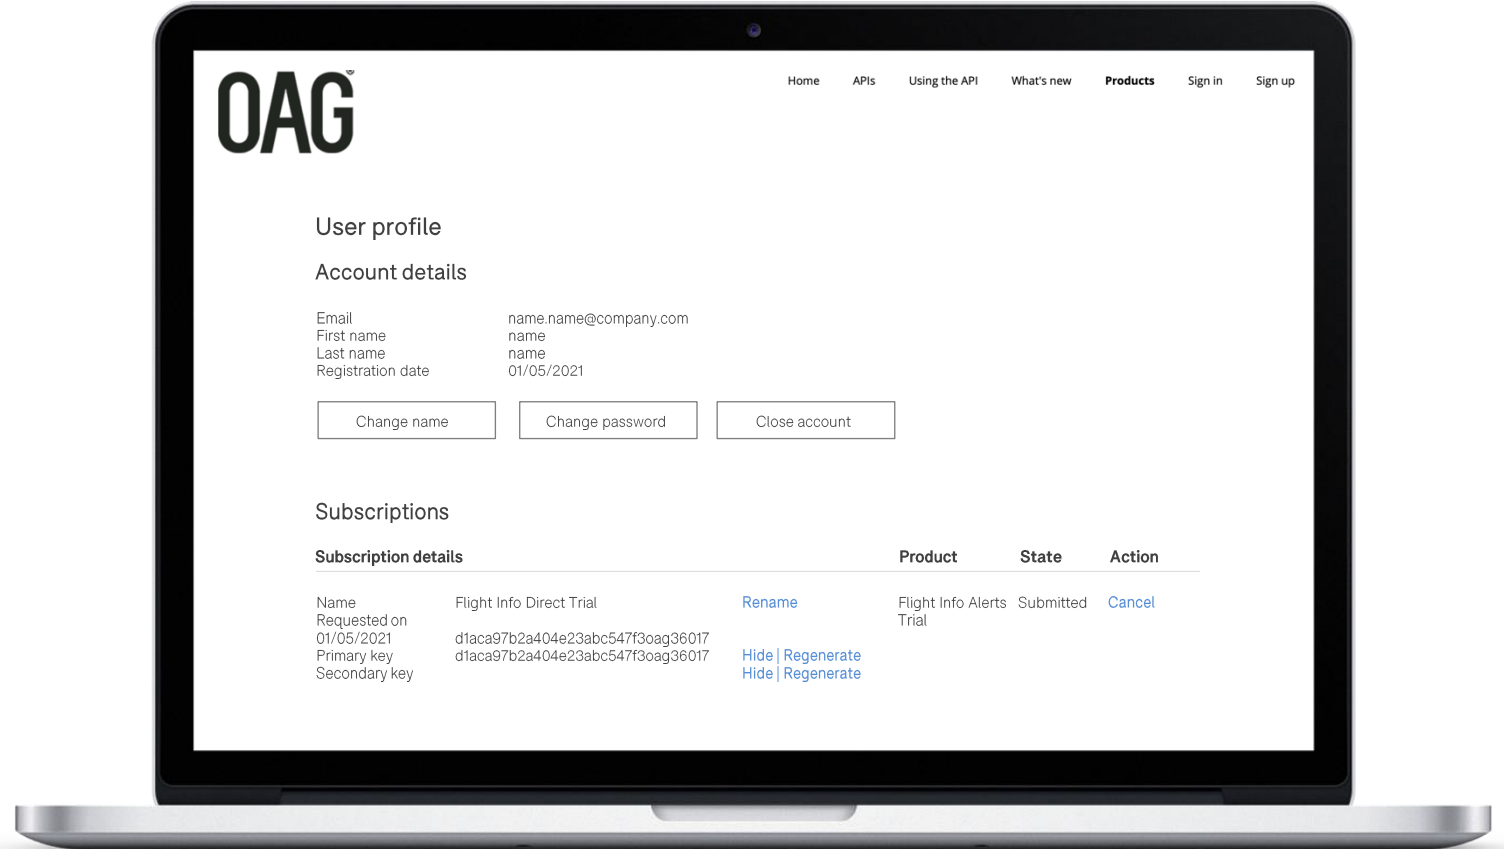 OAG®
Home APIs Using the API What's new Products Sign in Sign up
User profile
Account details
Email name.name@company.com
First name name
Last name name
Registration date 01/05/2021
Change name Change password Close account
Subscriptions
Subscription details Product State Action
Name Flight Info Direct Trial Rename Flight Info Alerts Submitted Cancel
Requested on Trial
01/05/2021 d1aca97b2a404e23abc547f3oag36017
Primary key d1aca97b2a404e23abc547f3oag36017 Hide | Regenerate
Secondary key Hide | Regenerate